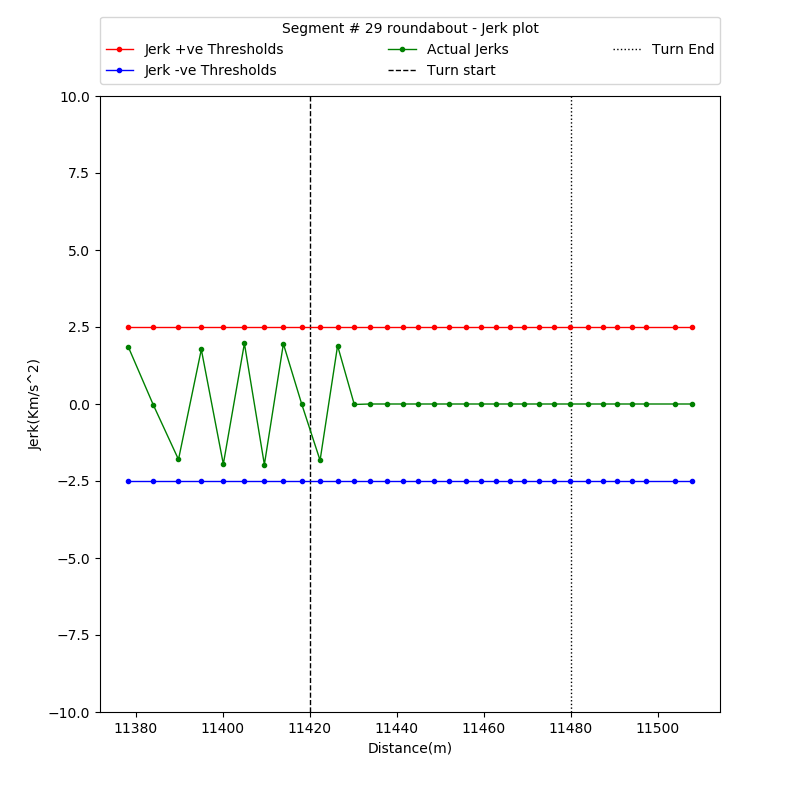 Segment # 29 roundabout - Jerk plot
Jerk +ve Thresholds
Jerk -ve Thresholds
Actual Jerks
Turn start
Turn End
10.0
7.5
5.0
2.5
0.0
−2.5
−5.0
−7.5
−10.0
Jerk(Km/s^2)
11380 11400 11420 11440 11460 11480 11500
Distance(m)